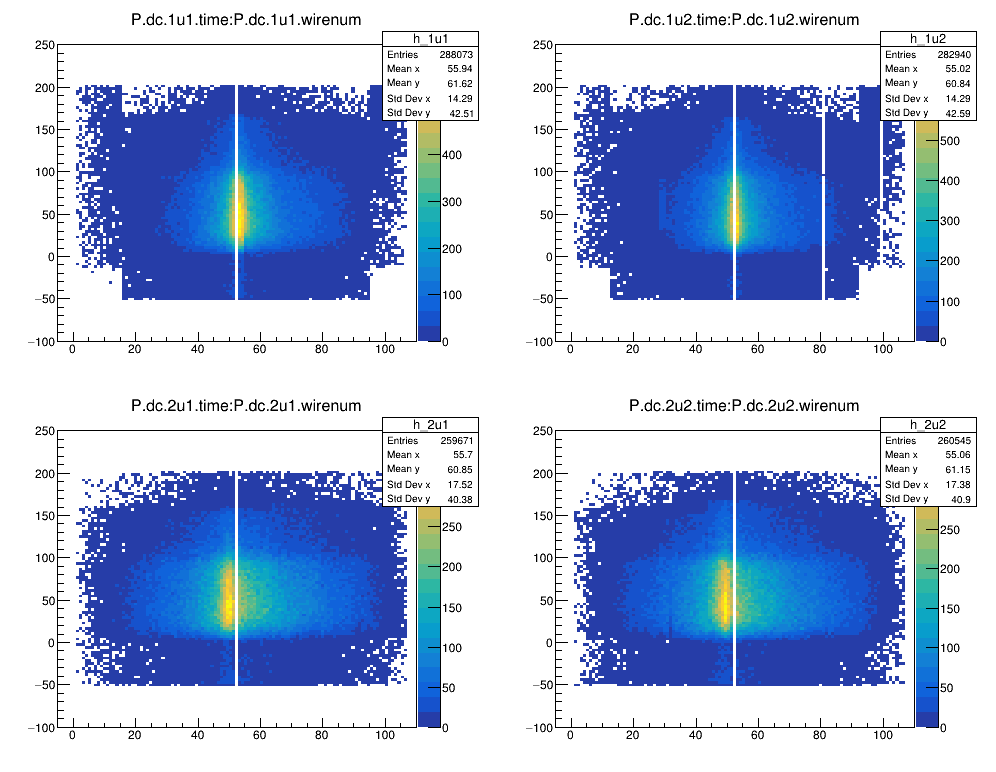 P.dc.1u1.time:P.dc.1u1.wirenum
h_1u1
Entries 288073
Mean x 55.94
Mean y 61.62
Std Dev x 14.29
Std Dev y 42.51
250
200
150
100
50
0
−50
−100
0 20 40 60 80 100
400
300
200
100
0
P.dc.1u2.time:P.dc.1u2.wirenum
h_1u2
Entries 282940
Mean x 55.02
Mean y 60.84
Std Dev x 14.29
Std Dev y 42.59
250
200
150
100
50
0
−50
−100
0 20 40 60 80 100
500
400
300
200
100
0
P.dc.2u1.time:P.dc.2u1.wirenum
h_2u1
Entries 259671
Mean x 55.7
Mean y 60.85
Std Dev x 17.52
Std Dev y 40.38
250
200
150
100
50
0
−50
−100
0 20 40 60 80 100
250
200
150
100
50
0
P.dc.2u2.time:P.dc.2u2.wirenum
h_2u2
Entries 260545
Mean x 55.06
Mean y 61.15
Std Dev x 17.38
Std Dev y 40.9
250
200
150
100
50
0
−50
−100
0 20 40 60 80 100
250
200
150
100
50
0